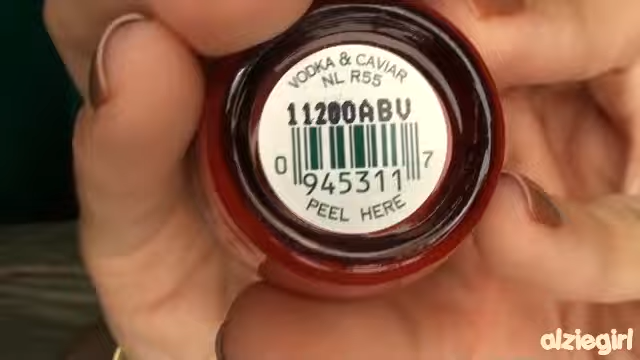 VODKA & CAVIAR
NL R55
11200ABV
0 945311 7
PEEL HERE
alziegirl